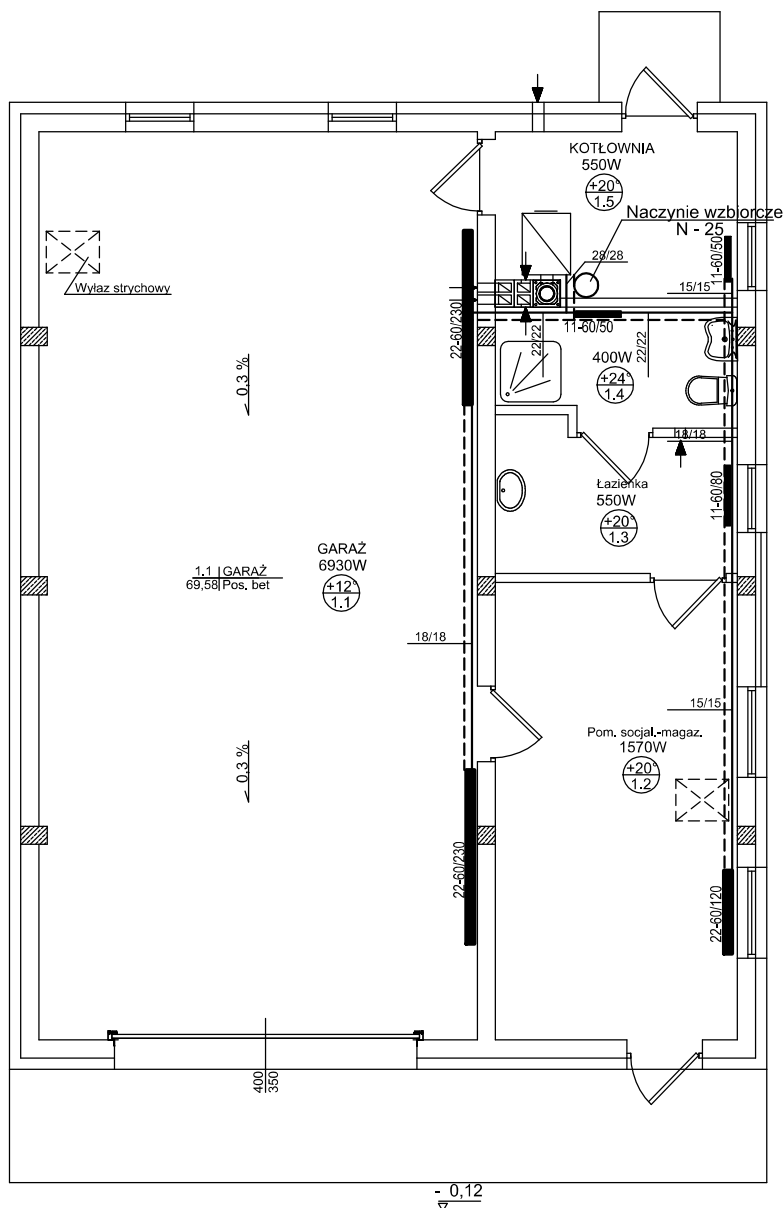 KOTŁOWNIA
550W
+20°
1.5
Naczynie wzbiorcze
N - 25
28/28
15/15
11-60/50
Wyłaz strychowy
22-60/230
0,3 %
11-60/50
22/22
22/22
400W
+24°
1.4
18/18
Łazienka
550W
+20°
1.3
11-60/80
GARAŻ
6930W
+12°
1.1
1.1 GARAŻ
69,58 Pos. bet
18/18
15/15
Pom. socjal.-magaz.
1570W
+20°
1.2
0,3 %
22-60/230
22-60/120
400
350
- 0,12